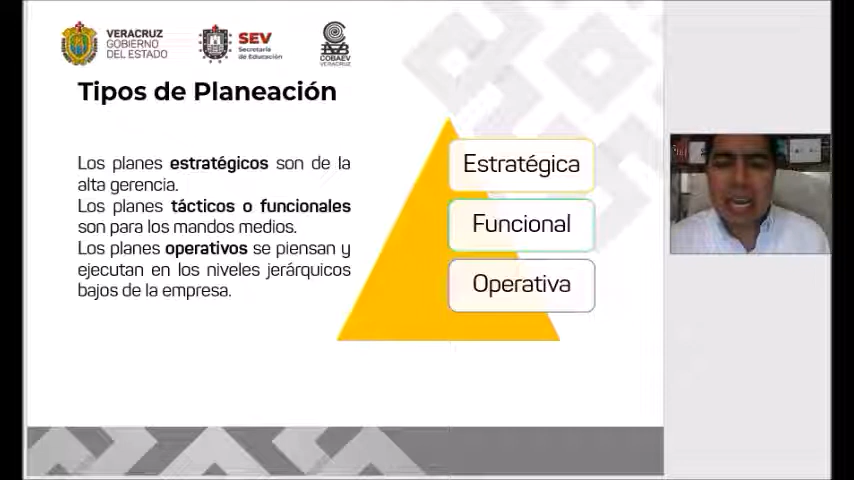 VERACRUZ
GOBIERNO
DEL ESTADO
SEV
Secretaría
de Educación
COBAEV
VERACRUZ
Tipos de Planeación
Los planes estratégicos son de la
alta gerencia.
Los planes tácticos o funcionales
son para los mandos medios.
Los planes operativos se piensan y
ejecutan en los niveles jerárquicos
bajos de la empresa.
Estratégica
Funcional
Operativa